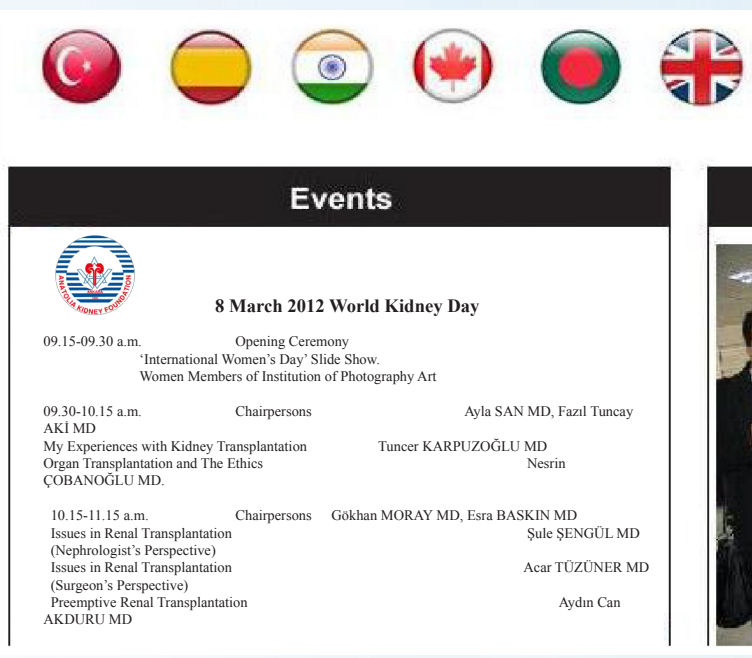 Events
ANATOLIA KIDNEY FOUNDATION
8 March 2012 World Kidney Day
09.15-09.30 a.m. Opening Ceremony
‘International Women’s Day’ Slide Show.
Women Members of Institution of Photography Art
09.30-10.15 a.m. Chairpersons Ayla SAN MD, Fazıl Tuncay
AKİ MD
My Experiences with Kidney Transplantation Tuncer KARPUZOĞLU MD
Organ Transplantation and The Ethics Nesrin
ÇOBANOĞLU MD.
10.15-11.15 a.m. Chairpersons Gökhan MORAY MD, Esra BASKIN MD
Issues in Renal Transplantation Şule ŞENGÜL MD
(Nephrologist’s Perspective)
Issues in Renal Transplantation Acar TÜZÜNER MD
(Surgeon’s Perspective)
Preemptive Renal Transplantation Aydın Can
AKDURU MD